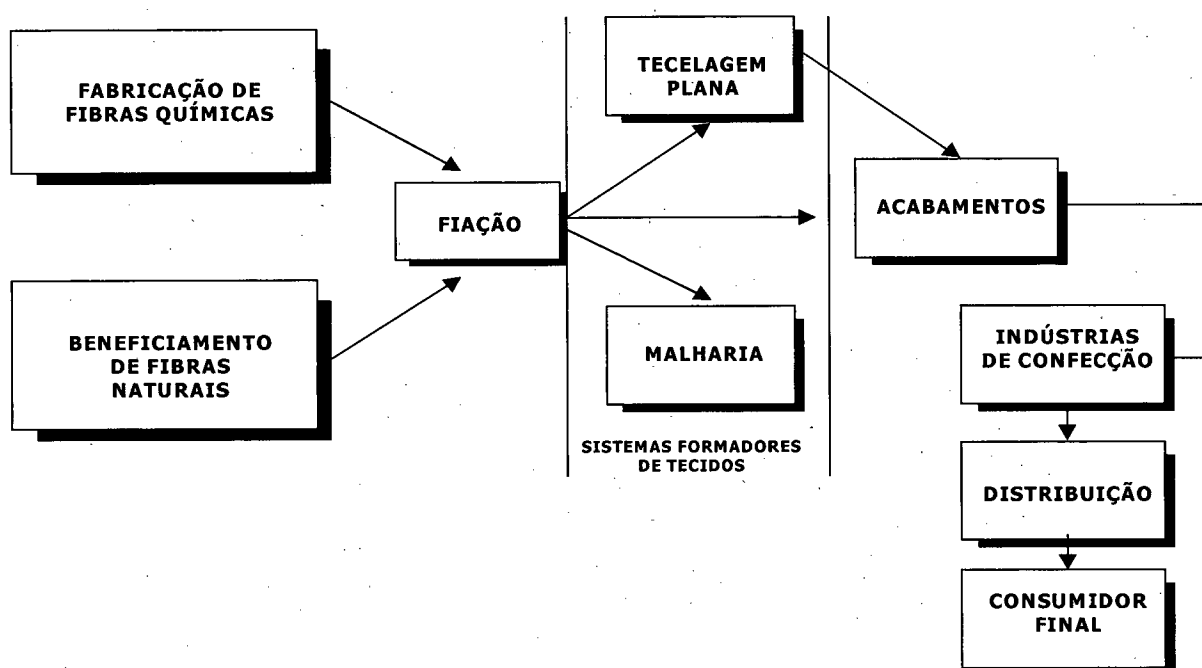 FABRICAÇÃO DE
FIBRAS QUÍMICAS
BENEFICIAMENTO
DE FIBRAS
NATURAIS
FIAÇÃO
TECELAGEM
PLANA
MALHARIA
SISTEMAS FORMADORES
DE TECIDOS
ACABAMENTOS
INDÚSTRIAS
DE CONFECÇÃO
DISTRIBUIÇÃO
CONSUMIDOR
FINAL